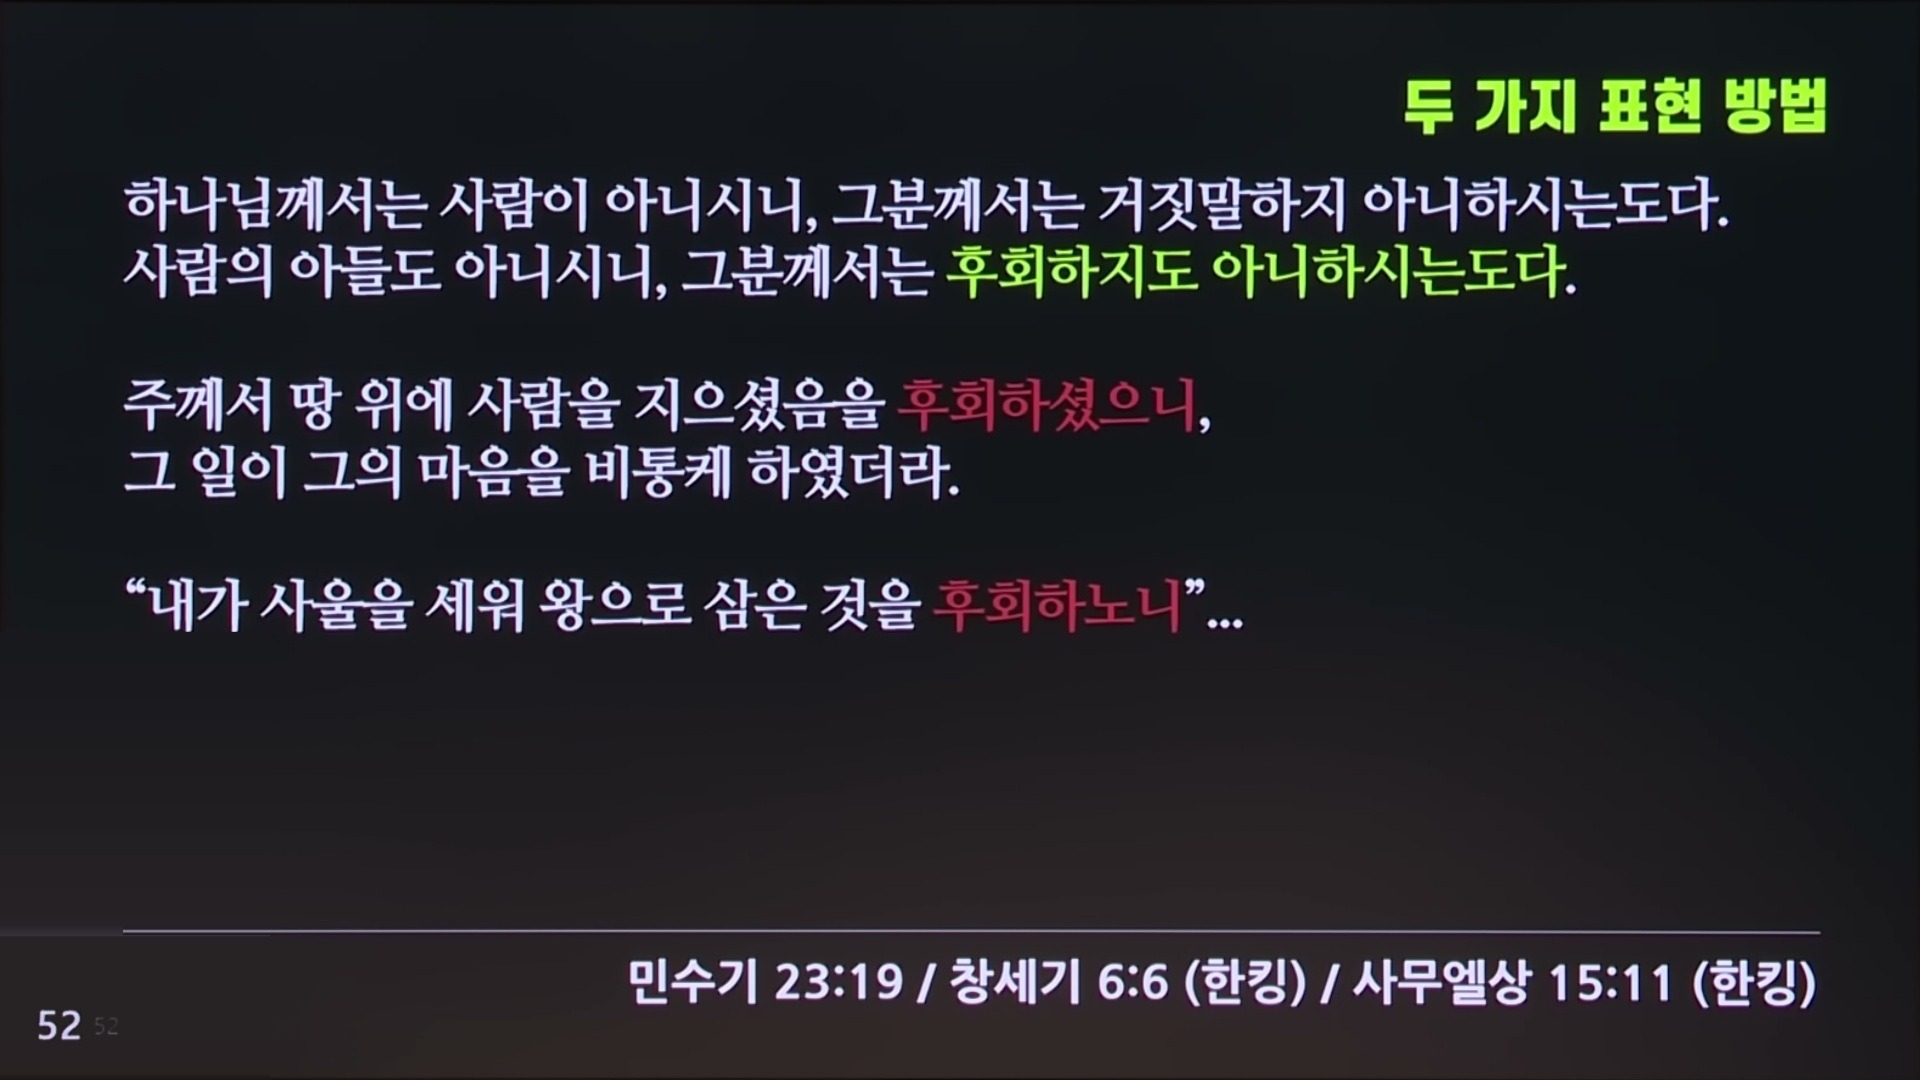 두 가지 표현 방법
하나님께서는 사람이 아니시니, 그분께서는 거짓말하지 아니하시는도다.
사람의 아들도 아니시니, 그분께서는 후회하지도 아니하시는도다.
주께서 땅 위에 사람을 지으셨음을 후회하셨으니,
그 일이 그의 마음을 비통케 하였더라.
“내가 사울을 세워 왕으로 삼은 것을 후회하노니”...
민수기 23:19 / 창세기 6:6 (한킹) / 사무엘상 15:11 (한킹)
52 52